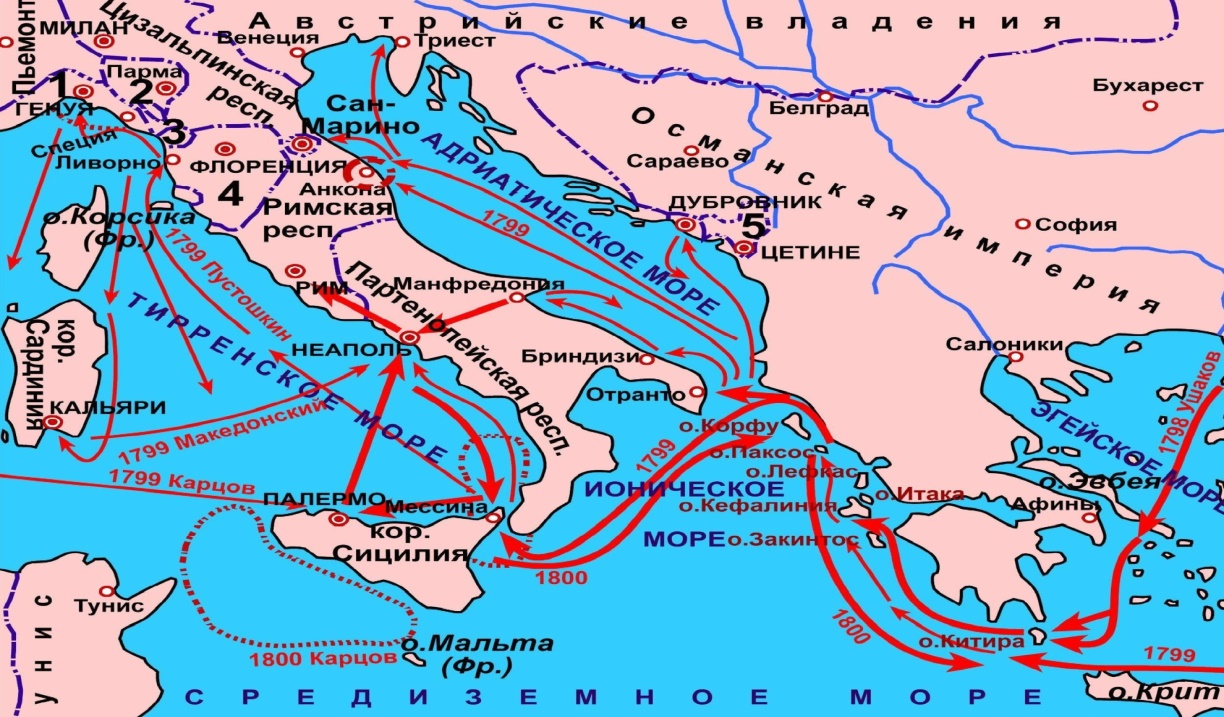 Австрийские владения
Пьемонт
МИЛАН
Цизальпинская
респ.
Венеция
Триест
Парма
1
2
3
4
5
ГЕНУЯ
Специя
Ливорно
ФЛОРЕНЦИЯ
Сан-
Марино
Анкона
Римская
респ.
АДРИАТИЧЕСКОЕ МОРЕ
Белград
Бухарест
Османская империя
Сараево
ДУБРОВНИК
ЦЕТИНЕ
София
о.Корсика
(Фр.)
1799 Пустошкин
1799
РИМ
Партенопейская респ.
Манфредония
ТИРРЕНСКОЕ МОРЕ
НЕАПОЛЬ
Бриндизи
Отранто
Салоники
кор.
Сардиния
КАЛЬЯРИ
1799 Македонский
1799 Карцов
ЭГЕЙСКОЕ МОРЕ
1798 Ушаков
о.Корфу
о.Паксос
о.Лефкас
1799
ИОНИЧЕСКОЕ
МОРЕ
о.Кефалиния
о.Итака
о.Закинтос
о.Эвбея
Афины
ПАЛЕРМО
Мессина
кор.
Сицилия
1800
Тунис
Тунис
о.Мальта
(Фр.)
1800 Карцов
1800
о.Китира
1799
о.Крит
СРЕДИЗЕМНОЕ МОРЕ